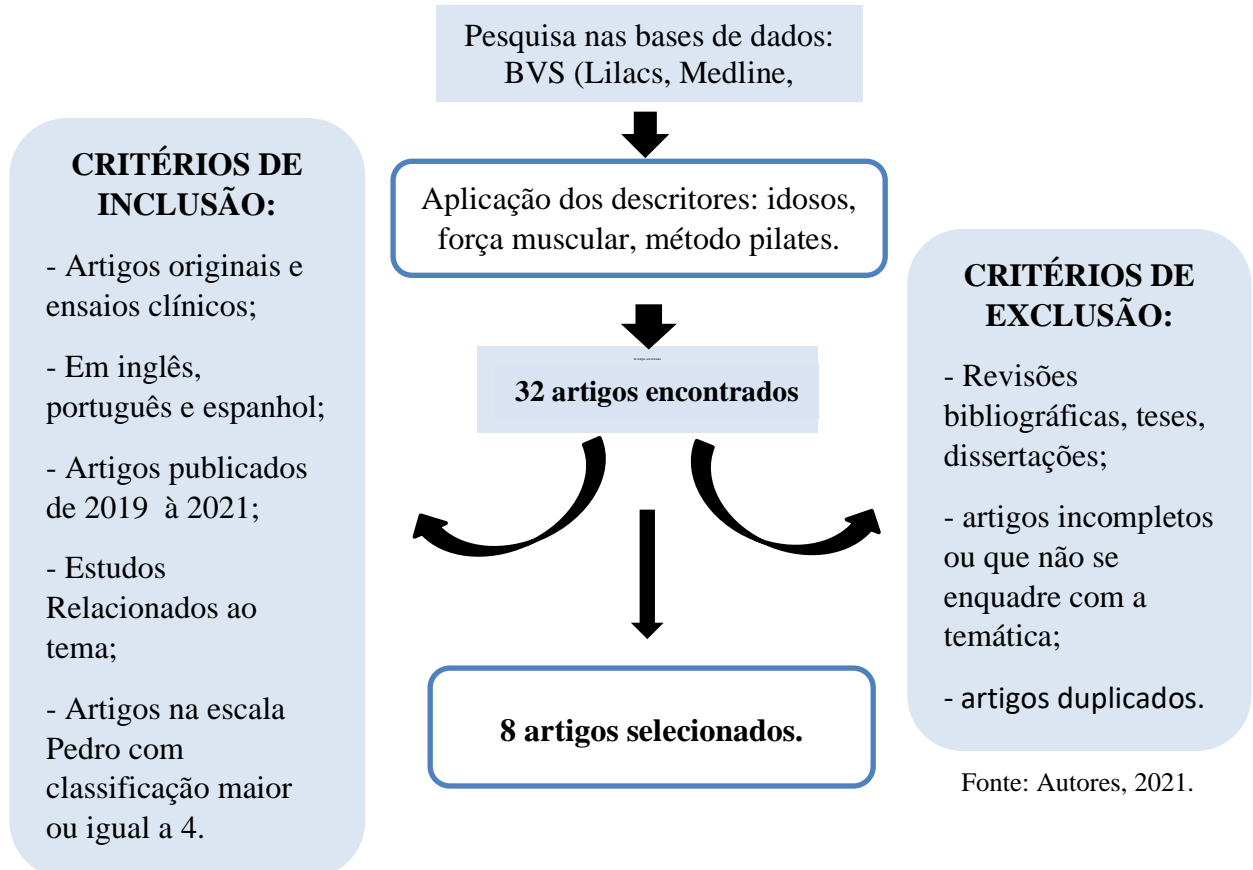 Pesquisa nas bases de dados:
BVS (Lilacs, Medline,
CRITÉRIOS DE
INCLUSÃO:
- Artigos originais e
ensaios clínicos;
- Em inglês,
português e espanhol;
- Artigos publicados
de 2019 à 2021;
- Estudos
Relacionados ao
tema;
- Artigos na escala
Pedro com
classificação maior
ou igual a 4.
Aplicação dos descritores: idosos,
força muscular, método pilates.
32 artigos encontrados
8 artigos selecionados.
CRITÉRIOS DE
EXCLUSÃO:
- Revisões
bibliográficas, teses,
dissertações;
- artigos incompletos
ou que não se
enquadre com a
temática;
- artigos duplicados.
Fonte: Autores, 2021.